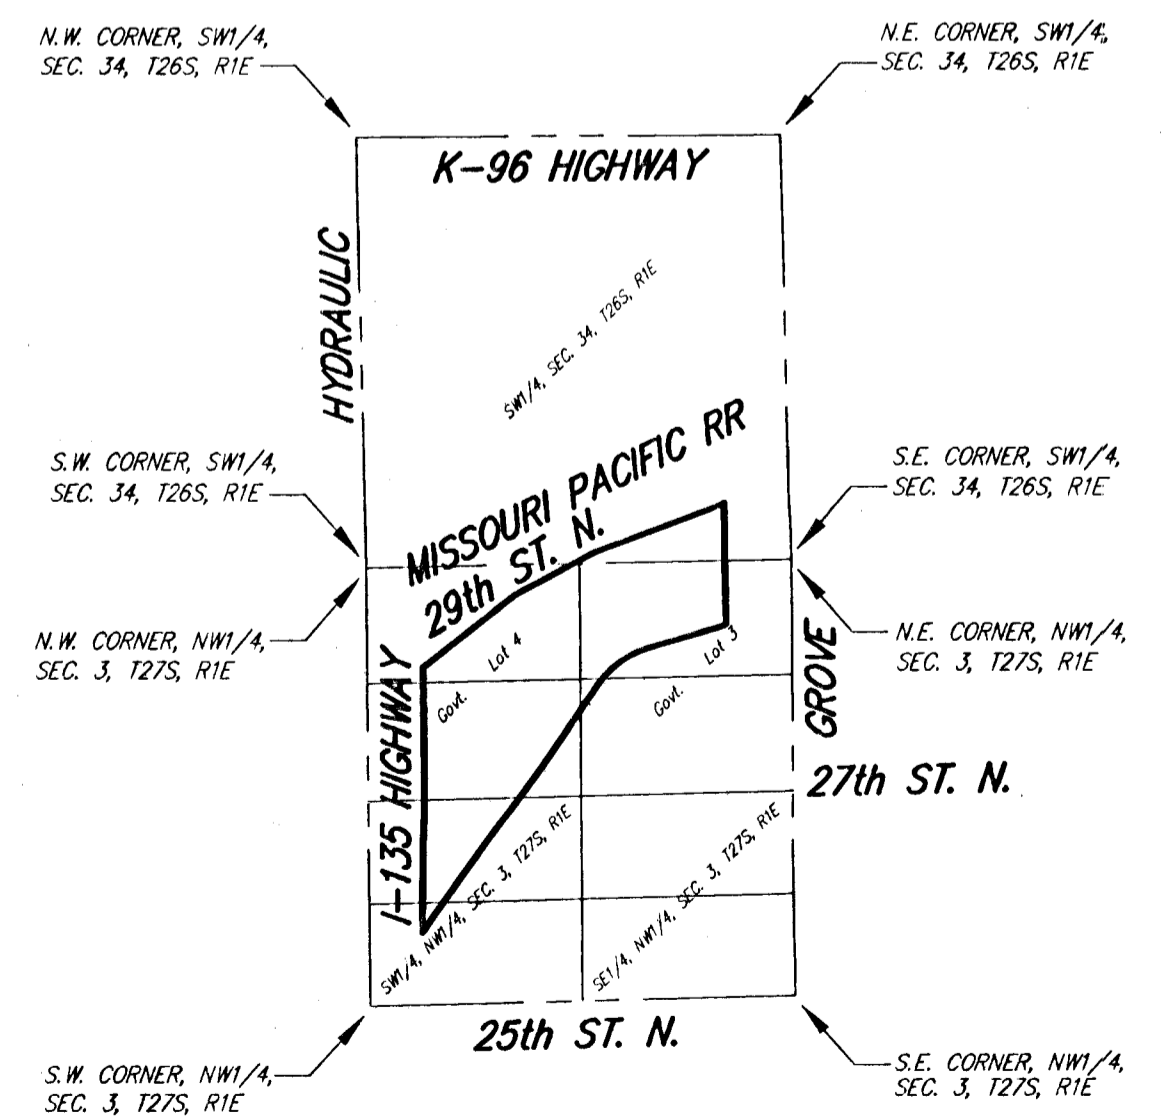 N.W. CORNER, SW1/4,
SEC. 34, T26S, R1E
N.E. CORNER, SW1/4,
SEC. 34, T26S, R1E
K-96 HIGHWAY
HYDRAULIC
SW1/4, SEC. 34, T26S, R1E
MISSOURI PACIFIC RR
29th ST. N.
S.W. CORNER, SW1/4,
SEC. 34, T26S, R1E
S.E. CORNER, SW1/4,
SEC. 34, T26S, R1E
N.W. CORNER, NW1/4,
SEC. 3, T27S, R1E
N.E. CORNER, NW1/4,
SEC. 3, T27S, R1E
Govt. Lot 4
Govt. Lot 3
I-135 HIGHWAY
GROVE
27th ST. N.
SW1/4, NW1/4, SEC. 3, T27S, R1E
SE1/4, NW1/4, SEC. 3, T27S, R1E
25th ST. N.
S.W. CORNER, NW1/4,
SEC. 3, T27S, R1E
S.E. CORNER, NW1/4,
SEC. 3, T27S, R1E